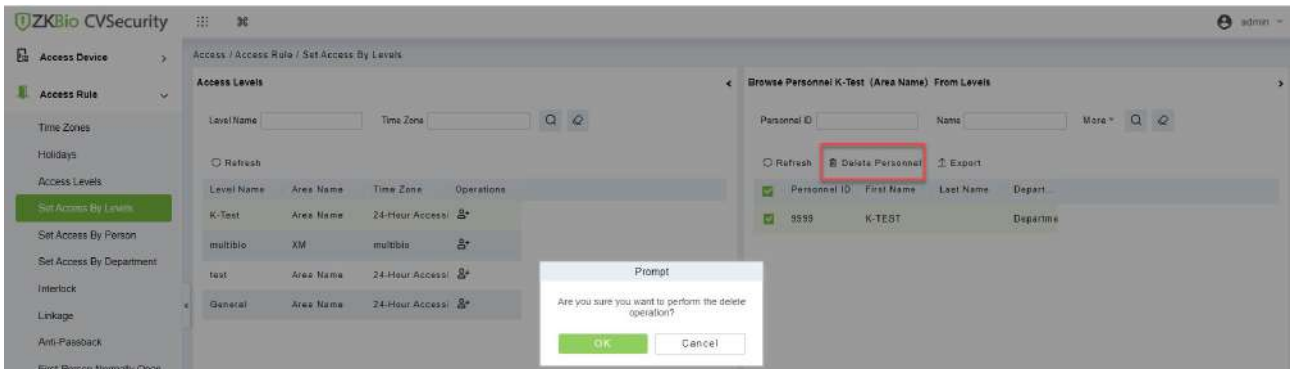 ZKBio CVSecurity
admin
Access Device
Access / Access Rule / Set Access By Levels
Access Rule
Time Zones
Holidays
Access Levels
Set Access By Levels
Set Access By Person
Set Access By Department
Interlock
Linkage
Anti-Passback
First-Person Normally Open
Access Levels
Level Name Time Zone
Refresh
Level Name Area Name Time Zone Operations
K-Test Area Name 24-Hour Accessi
multibio XM multibio
test Area Name 24-Hour Accessi
General Area Name 24-Hour Accessi
Browse Personnel K-Test (Area Name) From Levels
Personnel ID Name More
Refresh Delete Personnel Export
Personnel ID First Name Last Name Depart...
9999 K-TEST Departme
Prompt
Are you sure you want to perform the delete
operation?
OK Cancel